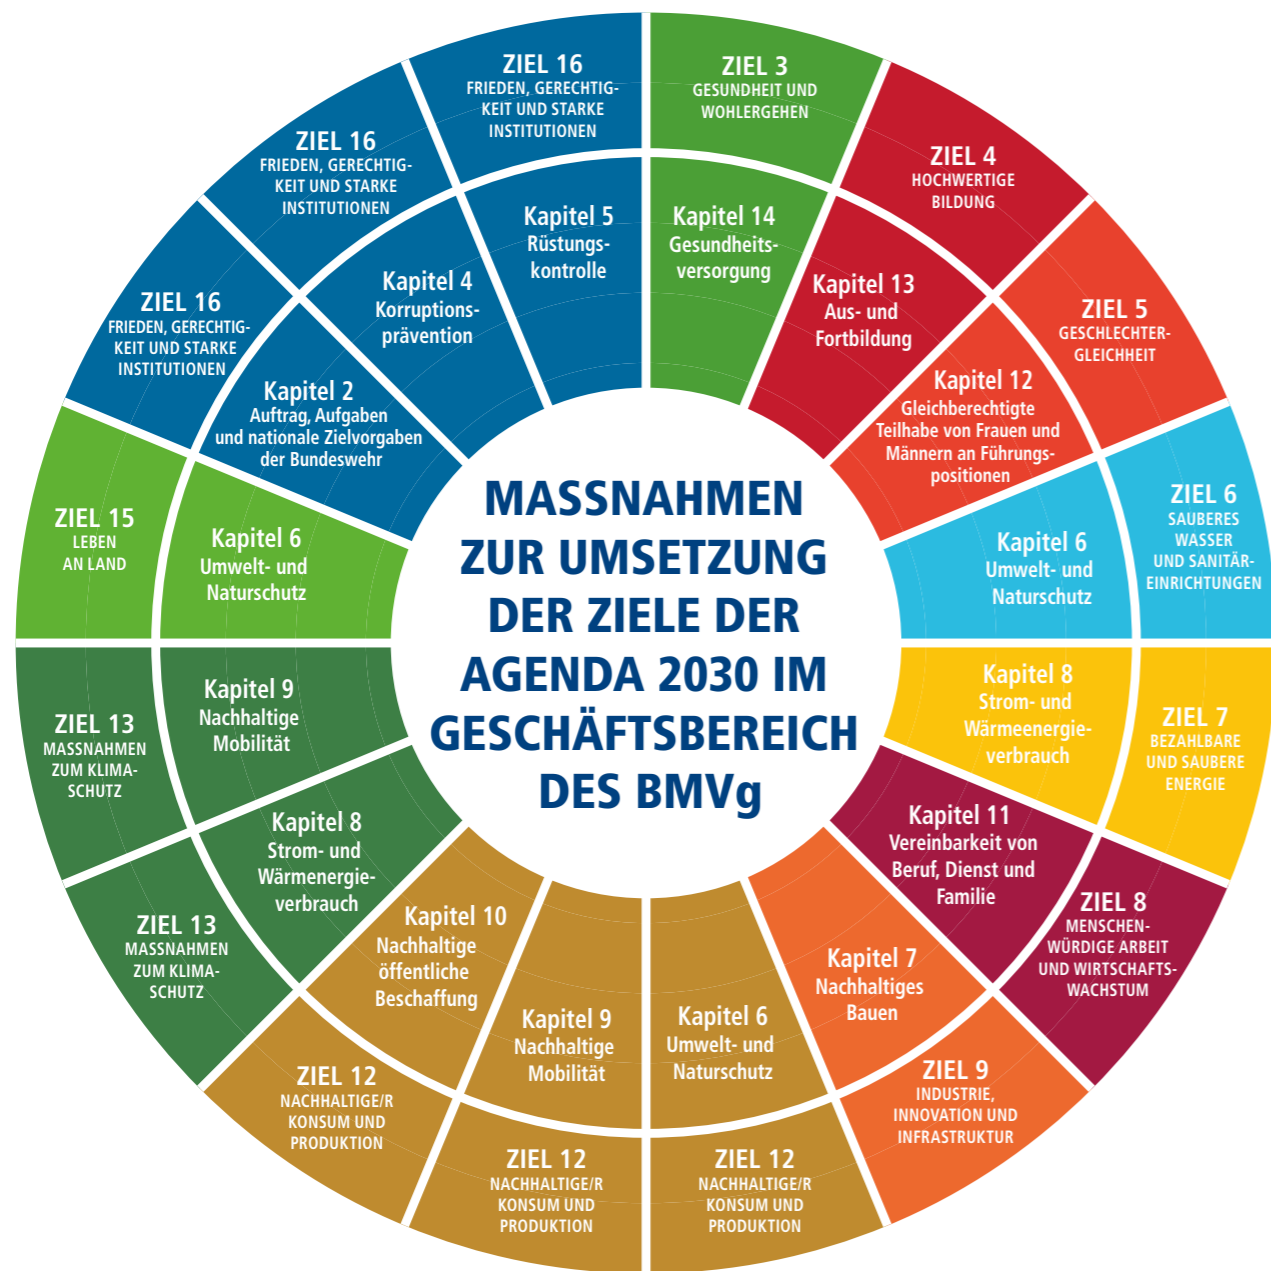 MASSNAHMEN
ZUR UMSETZUNG
DER ZIELE DER
AGENDA 2030 IM
GESCHÄFTSBEREICH
DES BMVg
ZIEL 3
GESUNDHEIT UND
WOHLERGEHEN
Kapitel 14
Gesundheits-
versorgung
ZIEL 4
HOCHWERTIGE
BILDUNG
Kapitel 13
Aus- und
Fortbildung
ZIEL 5
GESCHLECHTER-
GLEICHHEIT
Kapitel 12
Gleichberechtigte
Teilhabe von Frauen und
Männern an Führungs-
positionen
ZIEL 6
SAUBERES
WASSER
UND SANITÄR-
EINRICHTUNGEN
Kapitel 6
Umwelt- und
Naturschutz
ZIEL 7
BEZAHLBARE
UND SAUBERE
ENERGIE
Kapitel 8
Strom- und
Wärmeenergie-
verbrauch
ZIEL 8
MENSCHEN-
WÜRDIGE ARBEIT
UND WIRTSCHAFTS-
WACHSTUM
Kapitel 11
Vereinbarkeit von
Beruf, Dienst und
Familie
ZIEL 9
INDUSTRIE,
INNOVATION UND
INFRASTRUKTUR
Kapitel 7
Nachhaltiges
Bauen
ZIEL 12
NACHHALTIGE/R
KONSUM UND
PRODUKTION
Kapitel 6
Umwelt- und
Naturschutz
ZIEL 12
NACHHALTIGE/R
KONSUM UND
PRODUKTION
Kapitel 9
Nachhaltige
Mobilität
ZIEL 12
NACHHALTIGE/R
KONSUM UND
PRODUKTION
Kapitel 10
Nachhaltige
öffentliche
Beschaffung
ZIEL 13
MASSNAHMEN
ZUM KLIMA-
SCHUTZ
Kapitel 8
Strom- und
Wärmenergie-
verbrauch
ZIEL 13
MASSNAHMEN
ZUM KLIMA-
SCHUTZ
Kapitel 9
Nachhaltige
Mobilität
ZIEL 15
LEBEN
AN LAND
Kapitel 6
Umwelt- und
Naturschutz
ZIEL 16
FRIEDEN, GERECHTIG-
KEIT UND STARKE
INSTITUTIONEN
Kapitel 2
Auftrag, Aufgaben
und nationale Zielvorgaben
der Bundeswehr
ZIEL 16
FRIEDEN, GERECHTIG-
KEIT UND STARKE
INSTITUTIONEN
Kapitel 4
Korruptions-
prävention
ZIEL 16
FRIEDEN, GERECHTIG-
KEIT UND STARKE
INSTITUTIONEN
Kapitel 5
Rüstungs-
kontrolle